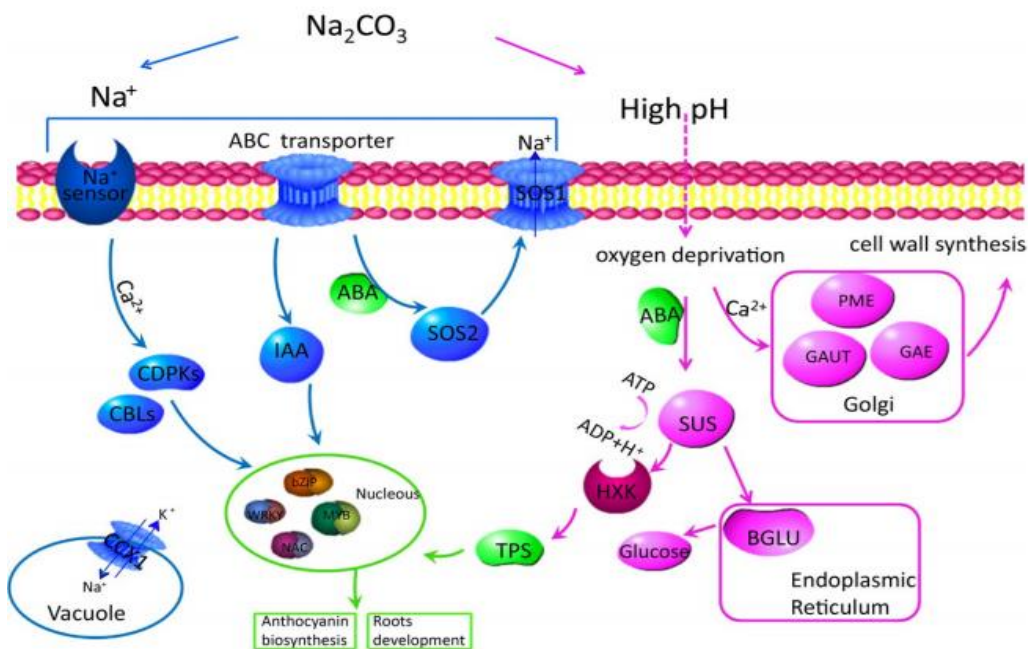 Na₂CO₃
Na⁺
High pH
ABC transporter
Na⁺
Na⁺
sensor
SOS1
oxygen deprivation
cell wall synthesis
Ca²⁺
ABA
SOS2
IAA
CDPKs
CBLs
ABA
Ca²⁺
PME
GAUT
GAE
Golgi
ATP
ADP+H⁺
SUS
HXK
bZIP
Nucleous
WRKY
MYB
NAC
TPS
Glucose
BGLU
Endoplasmic
Reticulum
K⁺
CCX1
Na⁺
Vacuole
Anthocyanin
biosynthesis
Roots
development